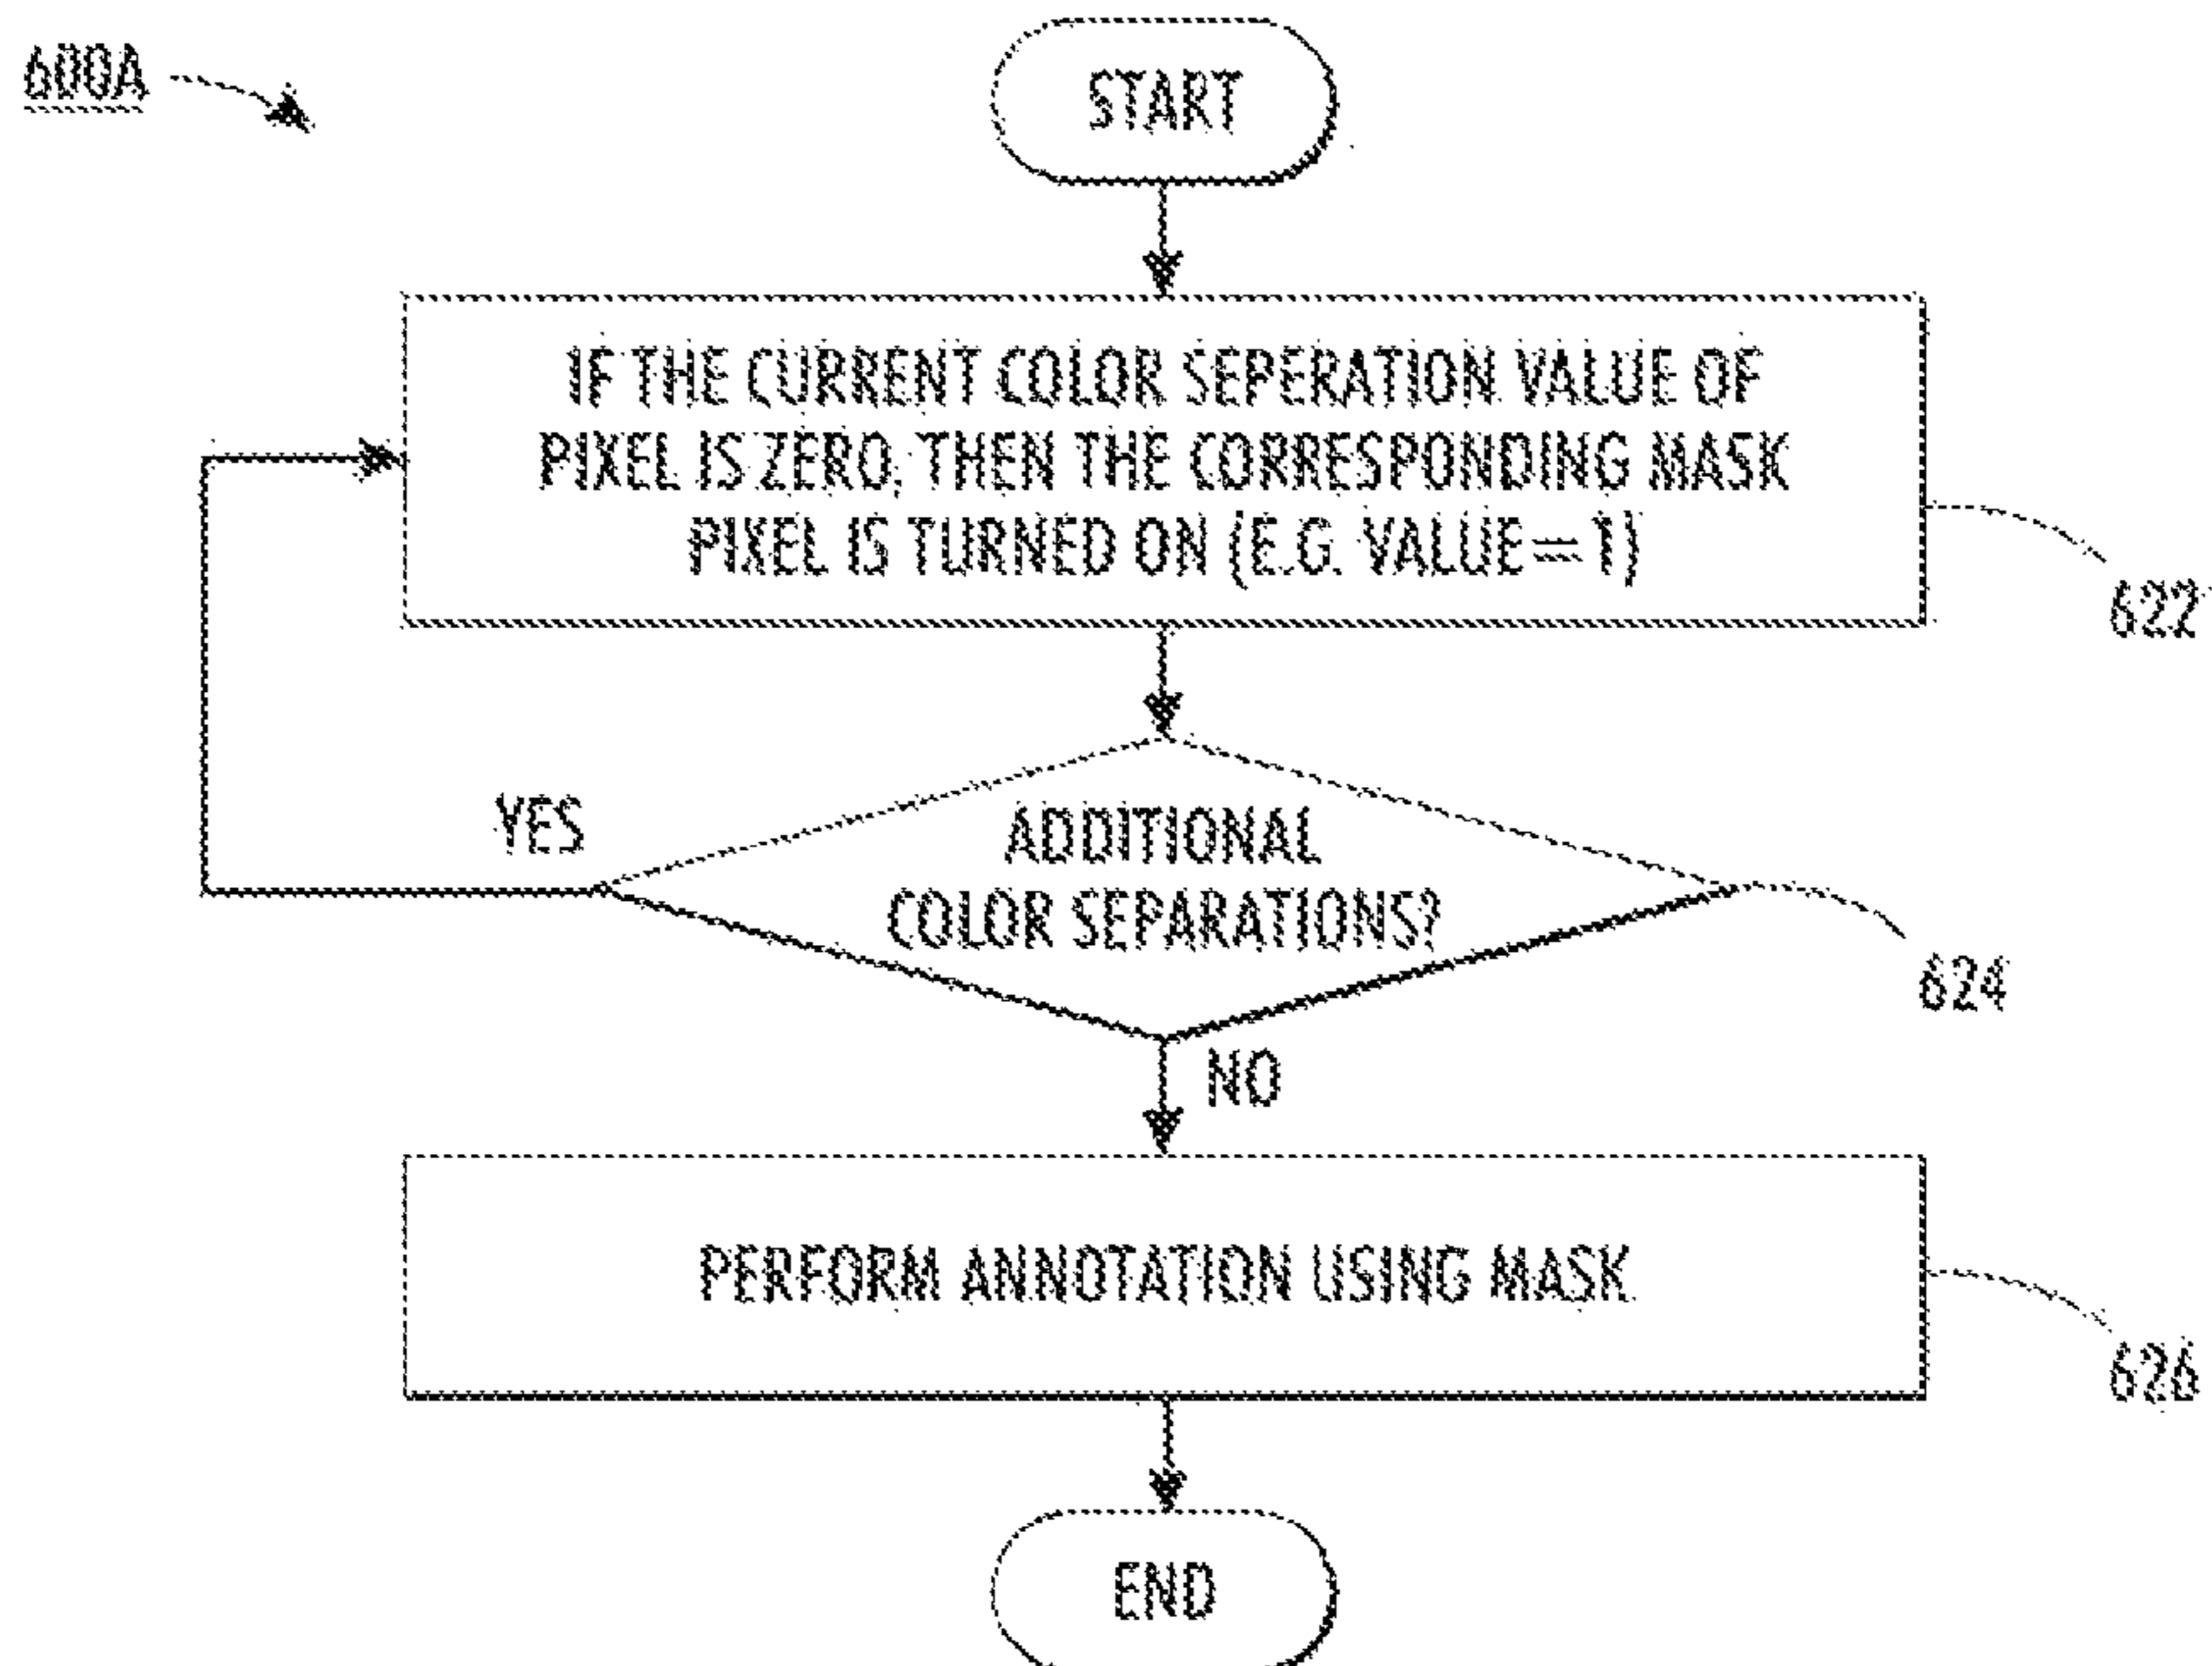 600A
START
IF THE CURRENT COLOR SEPERATION VALUE OF
PIXEL IS ZERO, THEN THE CORRESPONDING MASK
PIXEL IS TURNED ON (E.G. VALUE=1)
622
YES
ADDITIONAL
COLOR SEPARATIONS?
624
NO
PERFORM ANNOTATION USING MASK
626
END